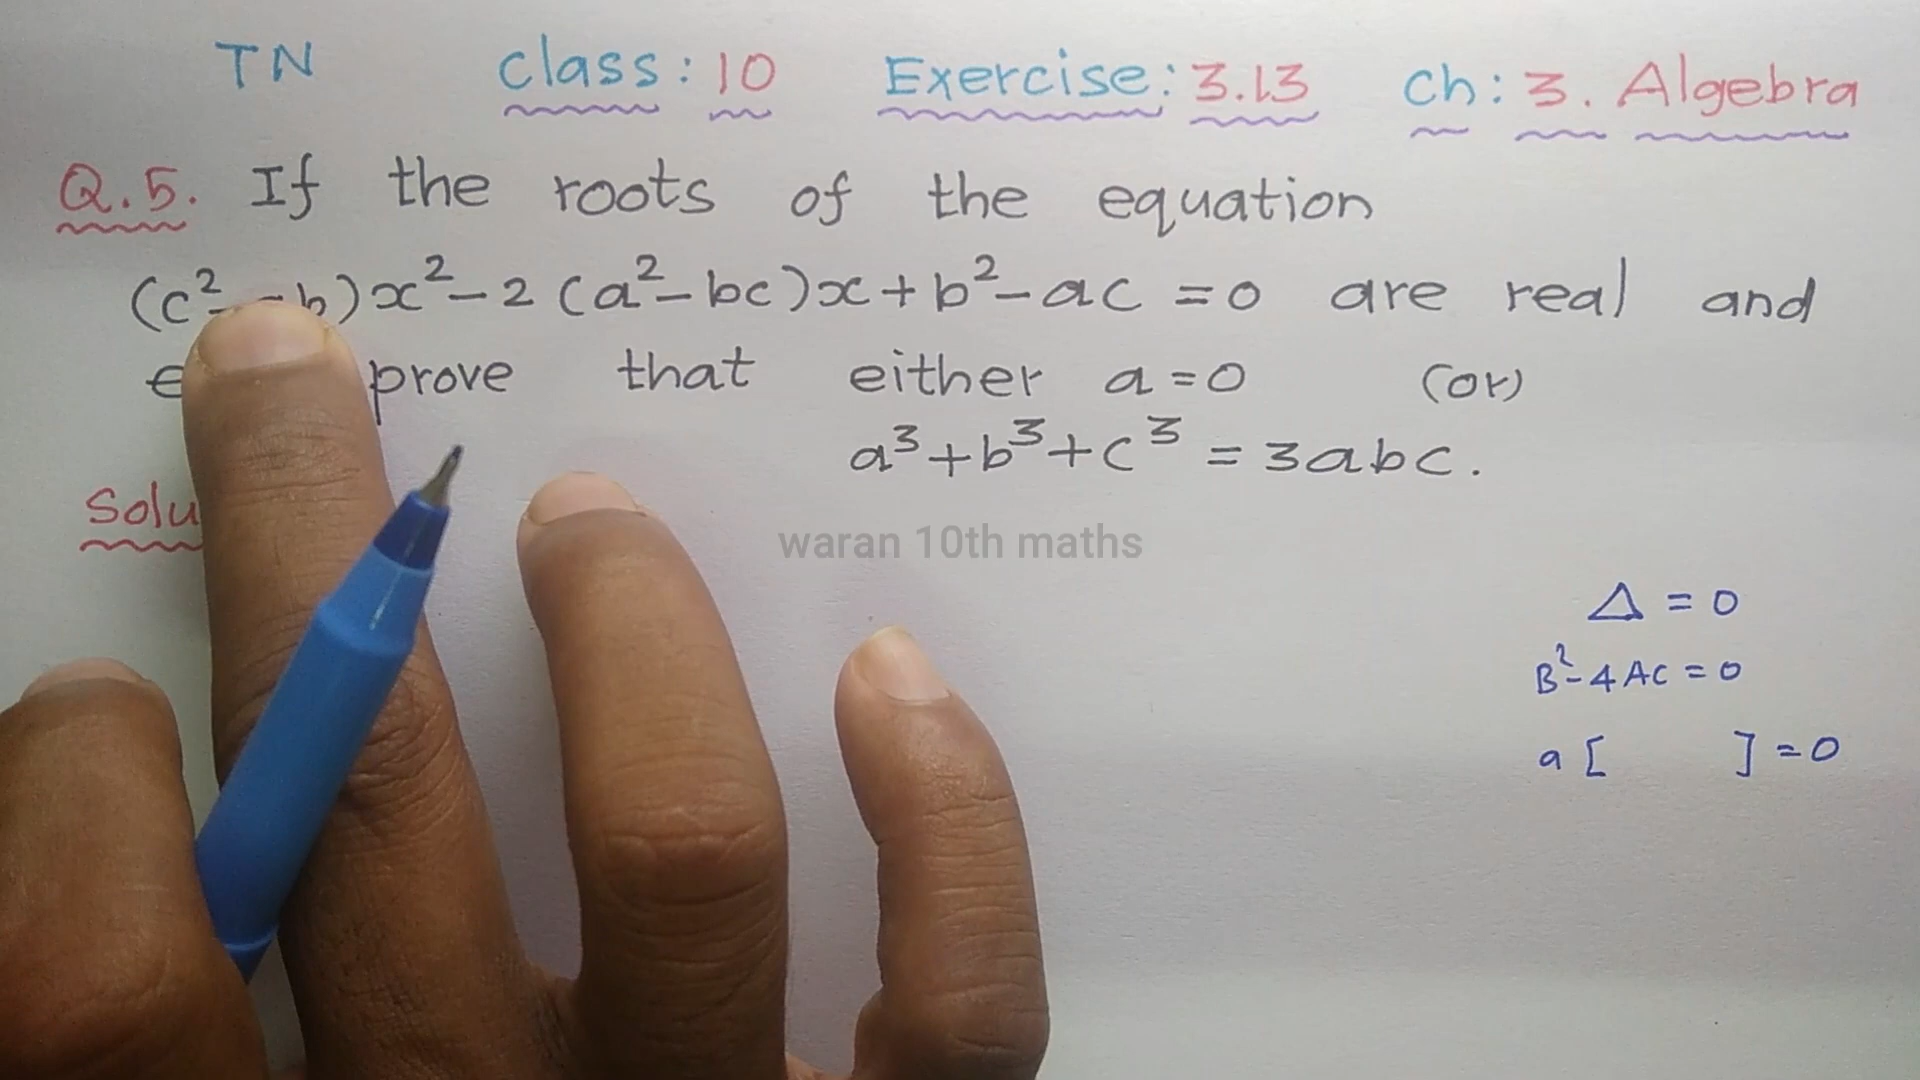 TN Class: 10 Exercise: 3.13 Ch: 3. Algebra
Q.5. If the roots of the equation
(c²-b)x²-2(a²-bc)x+b²-ac=0 are real and
prove that either a=0 (or)
a³+b³+c³=3abc.
Solu
waran 10th maths
Δ=0
B²-4AC=0
a[ ]=0